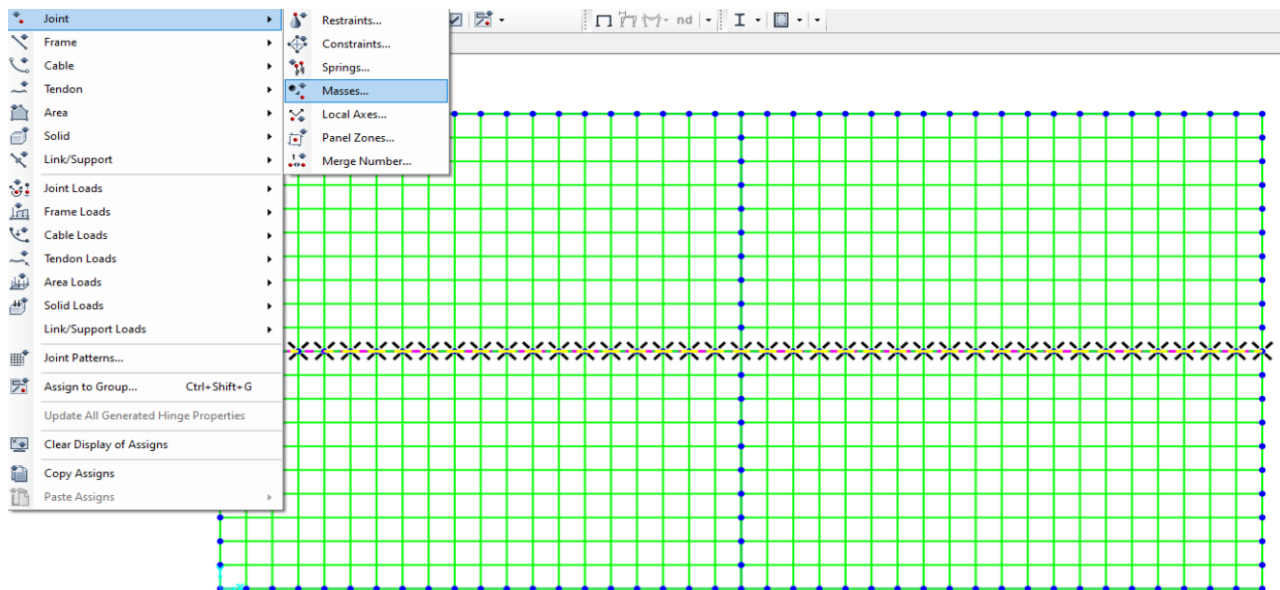 Joint
Frame
Cable
Tendon
Area
Solid
Link/Support
Joint Loads
Frame Loads
Cable Loads
Tendon Loads
Area Loads
Solid Loads
Link/Support Loads
Joint Patterns...
Assign to Group... Ctrl+Shift+G
Update All Generated Hinge Properties
Clear Display of Assigns
Copy Assigns
Paste Assigns
Restraints...
Constraints...
Springs...
Masses...
Local Axes...
Panel Zones...
Merge Number...
nd